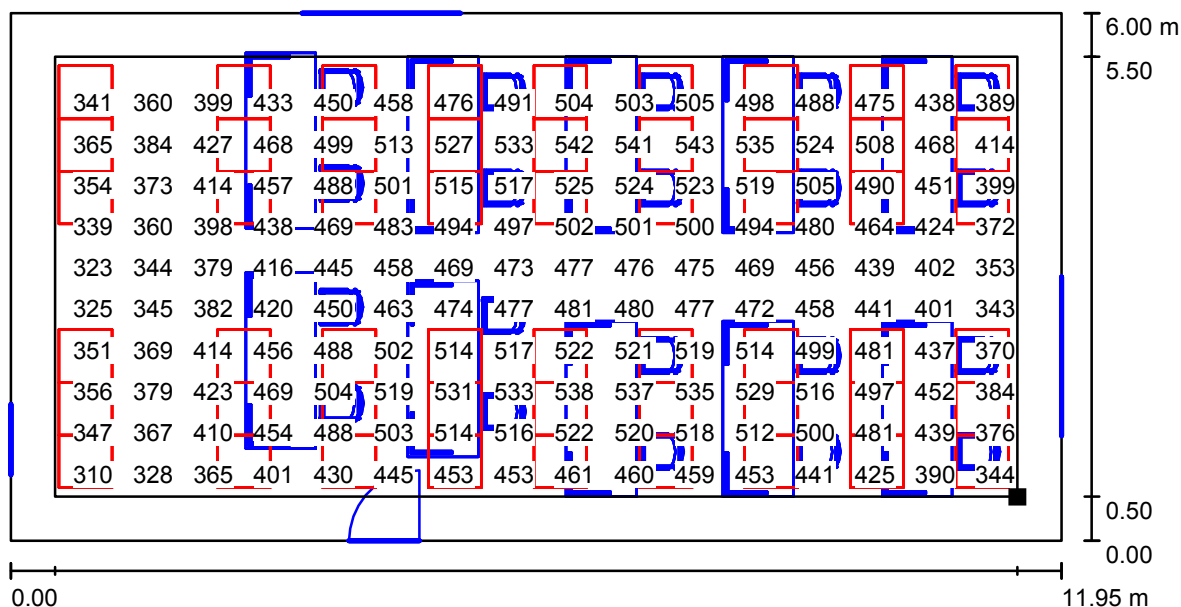 6.00 m
5.50
341 360 399 433 450 458 476 491 504 503 505 498 488 475 438 389
365 384 427 468 499 513 527 533 542 541 543 535 524 508 468 414
354 373 414 457 488 501 515 517 525 524 523 519 505 490 451 399
339 360 398 438 469 483 494 497 502 501 500 494 480 464 424 372
323 344 379 416 445 458 469 473 477 476 475 469 456 439 402 353
325 345 382 420 450 463 474 477 481 480 477 472 458 441 401 343
351 369 414 456 488 502 514 517 522 521 519 514 499 481 437 370
356 379 423 469 504 519 531 533 538 537 535 529 516 497 452 384
347 367 410 454 488 503 514 516 522 520 518 512 500 481 439 376
310 328 365 401 430 445 453 453 461 460 459 453 441 425 390 344
0.50
0.00
0.00 11.95 m